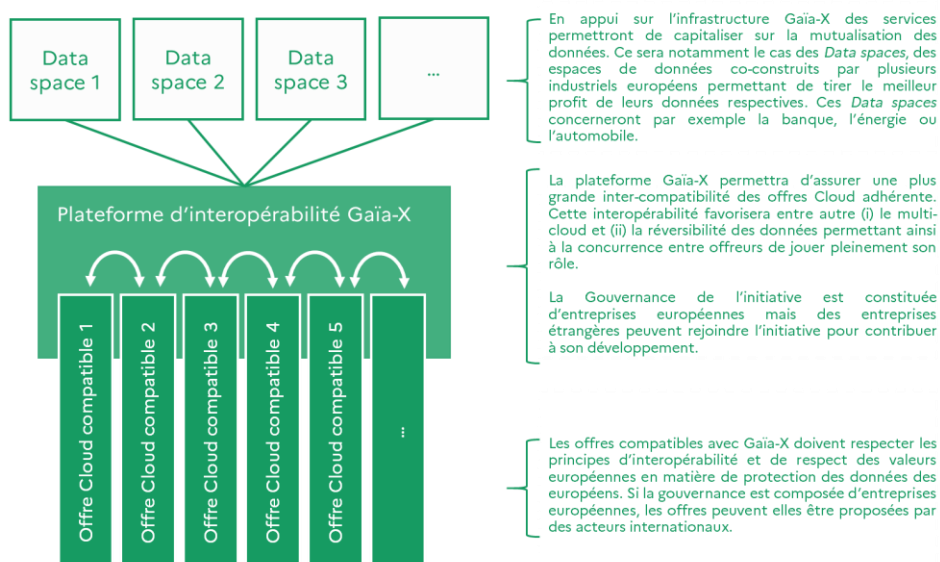 Data
space 1
Data
space 2
Data
space 3
...
En appui sur l'infrastructure Gaïa-X des services
permettront de capitaliser sur la mutualisation des
données. Ce sera notamment le cas des Data spaces, des
espaces de données co-construits par plusieurs
industriels européens permettant de tirer le meilleur
profit de leurs données respectives. Ces Data spaces
concerneront par exemple la banque, l'énergie ou
l'automobile.
Plateforme d'interopérabilité Gaïa-X
La plateforme Gaïa-X permettra d'assurer une plus
grande inter-compatibilité des offres Cloud adhérente.
Cette interopérabilité favorisera entre autre (i) le multi-
cloud et (ii) la réversibilité des données permettant ainsi
à la concurrence entre offreurs de jouer pleinement son
rôle.
La Gouvernance de l'initiative est constituée
d'entreprises européennes mais des entreprises
étrangères peuvent rejoindre l'initiative pour contribuer
à son développement.
Offre Cloud compatible 1
Offre Cloud compatible 2
Offre Cloud compatible 3
Offre Cloud compatible 4
Offre Cloud compatible 5
...
Les offres compatibles avec Gaïa-X doivent respecter les
principes d'interopérabilité et de respect des valeurs
européennes en matière de protection des données des
européens. Si la gouvernance est composée d'entreprises
européennes, les offres peuvent elles être proposées par
des acteurs internationaux.